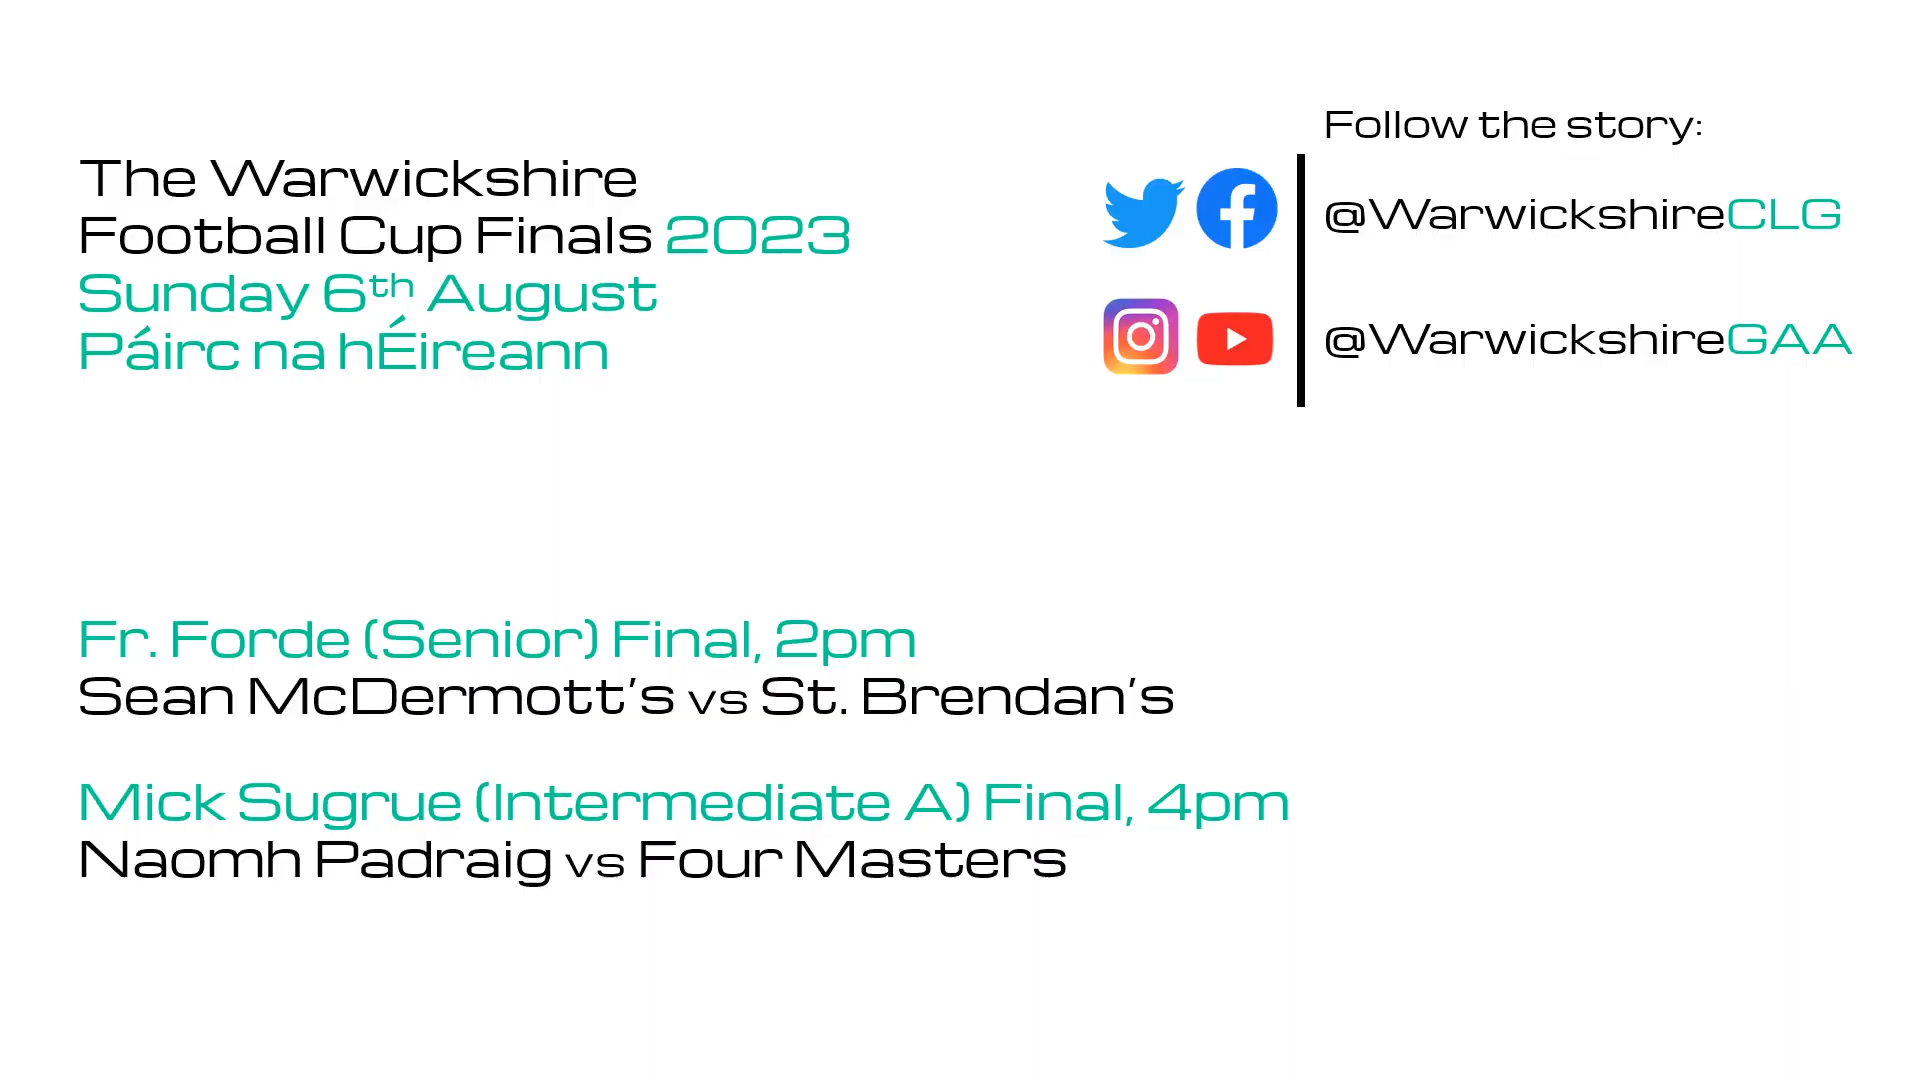 The Warwickshire
Football Cup Finals 2023
Sunday 6th August
Páirc na hÉireann
Follow the story:
@WarwickshireCLG
@WarwickshireGAA
Fr. Forde (Senior) Final, 2pm
Sean McDermott’s vs St. Brendan’s
Mick Sugrue (Intermediate A) Final, 4pm
Naomh Padraig vs Four Masters